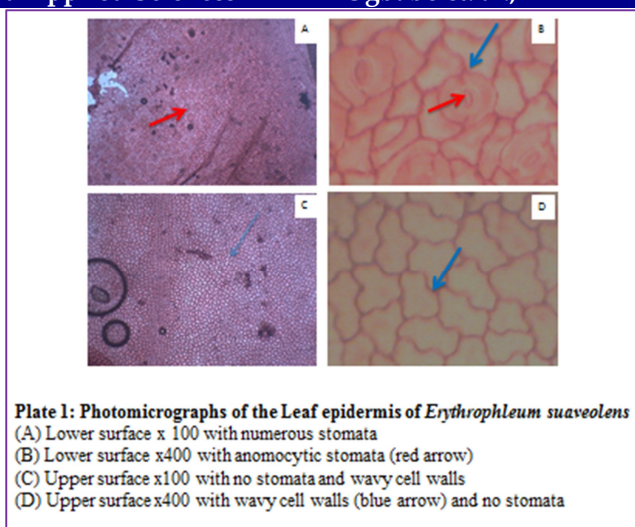 A
B
C
D
Plate 1: Photomicrographs of the Leaf epidermis of Erythrophleum suaveolens
(A) Lower surface x 100 with numerous stomata
(B) Lower surface x400 with anomocytic stomata (red arrow)
(C) Upper surface x100 with no stomata and wavy cell walls
(D) Upper surface x400 with wavy cell walls (blue arrow) and no stomata